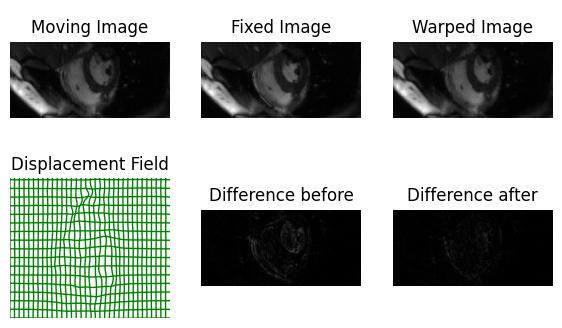 Moving Image
Fixed Image
Warped Image
Displacement Field
Difference before
Difference after